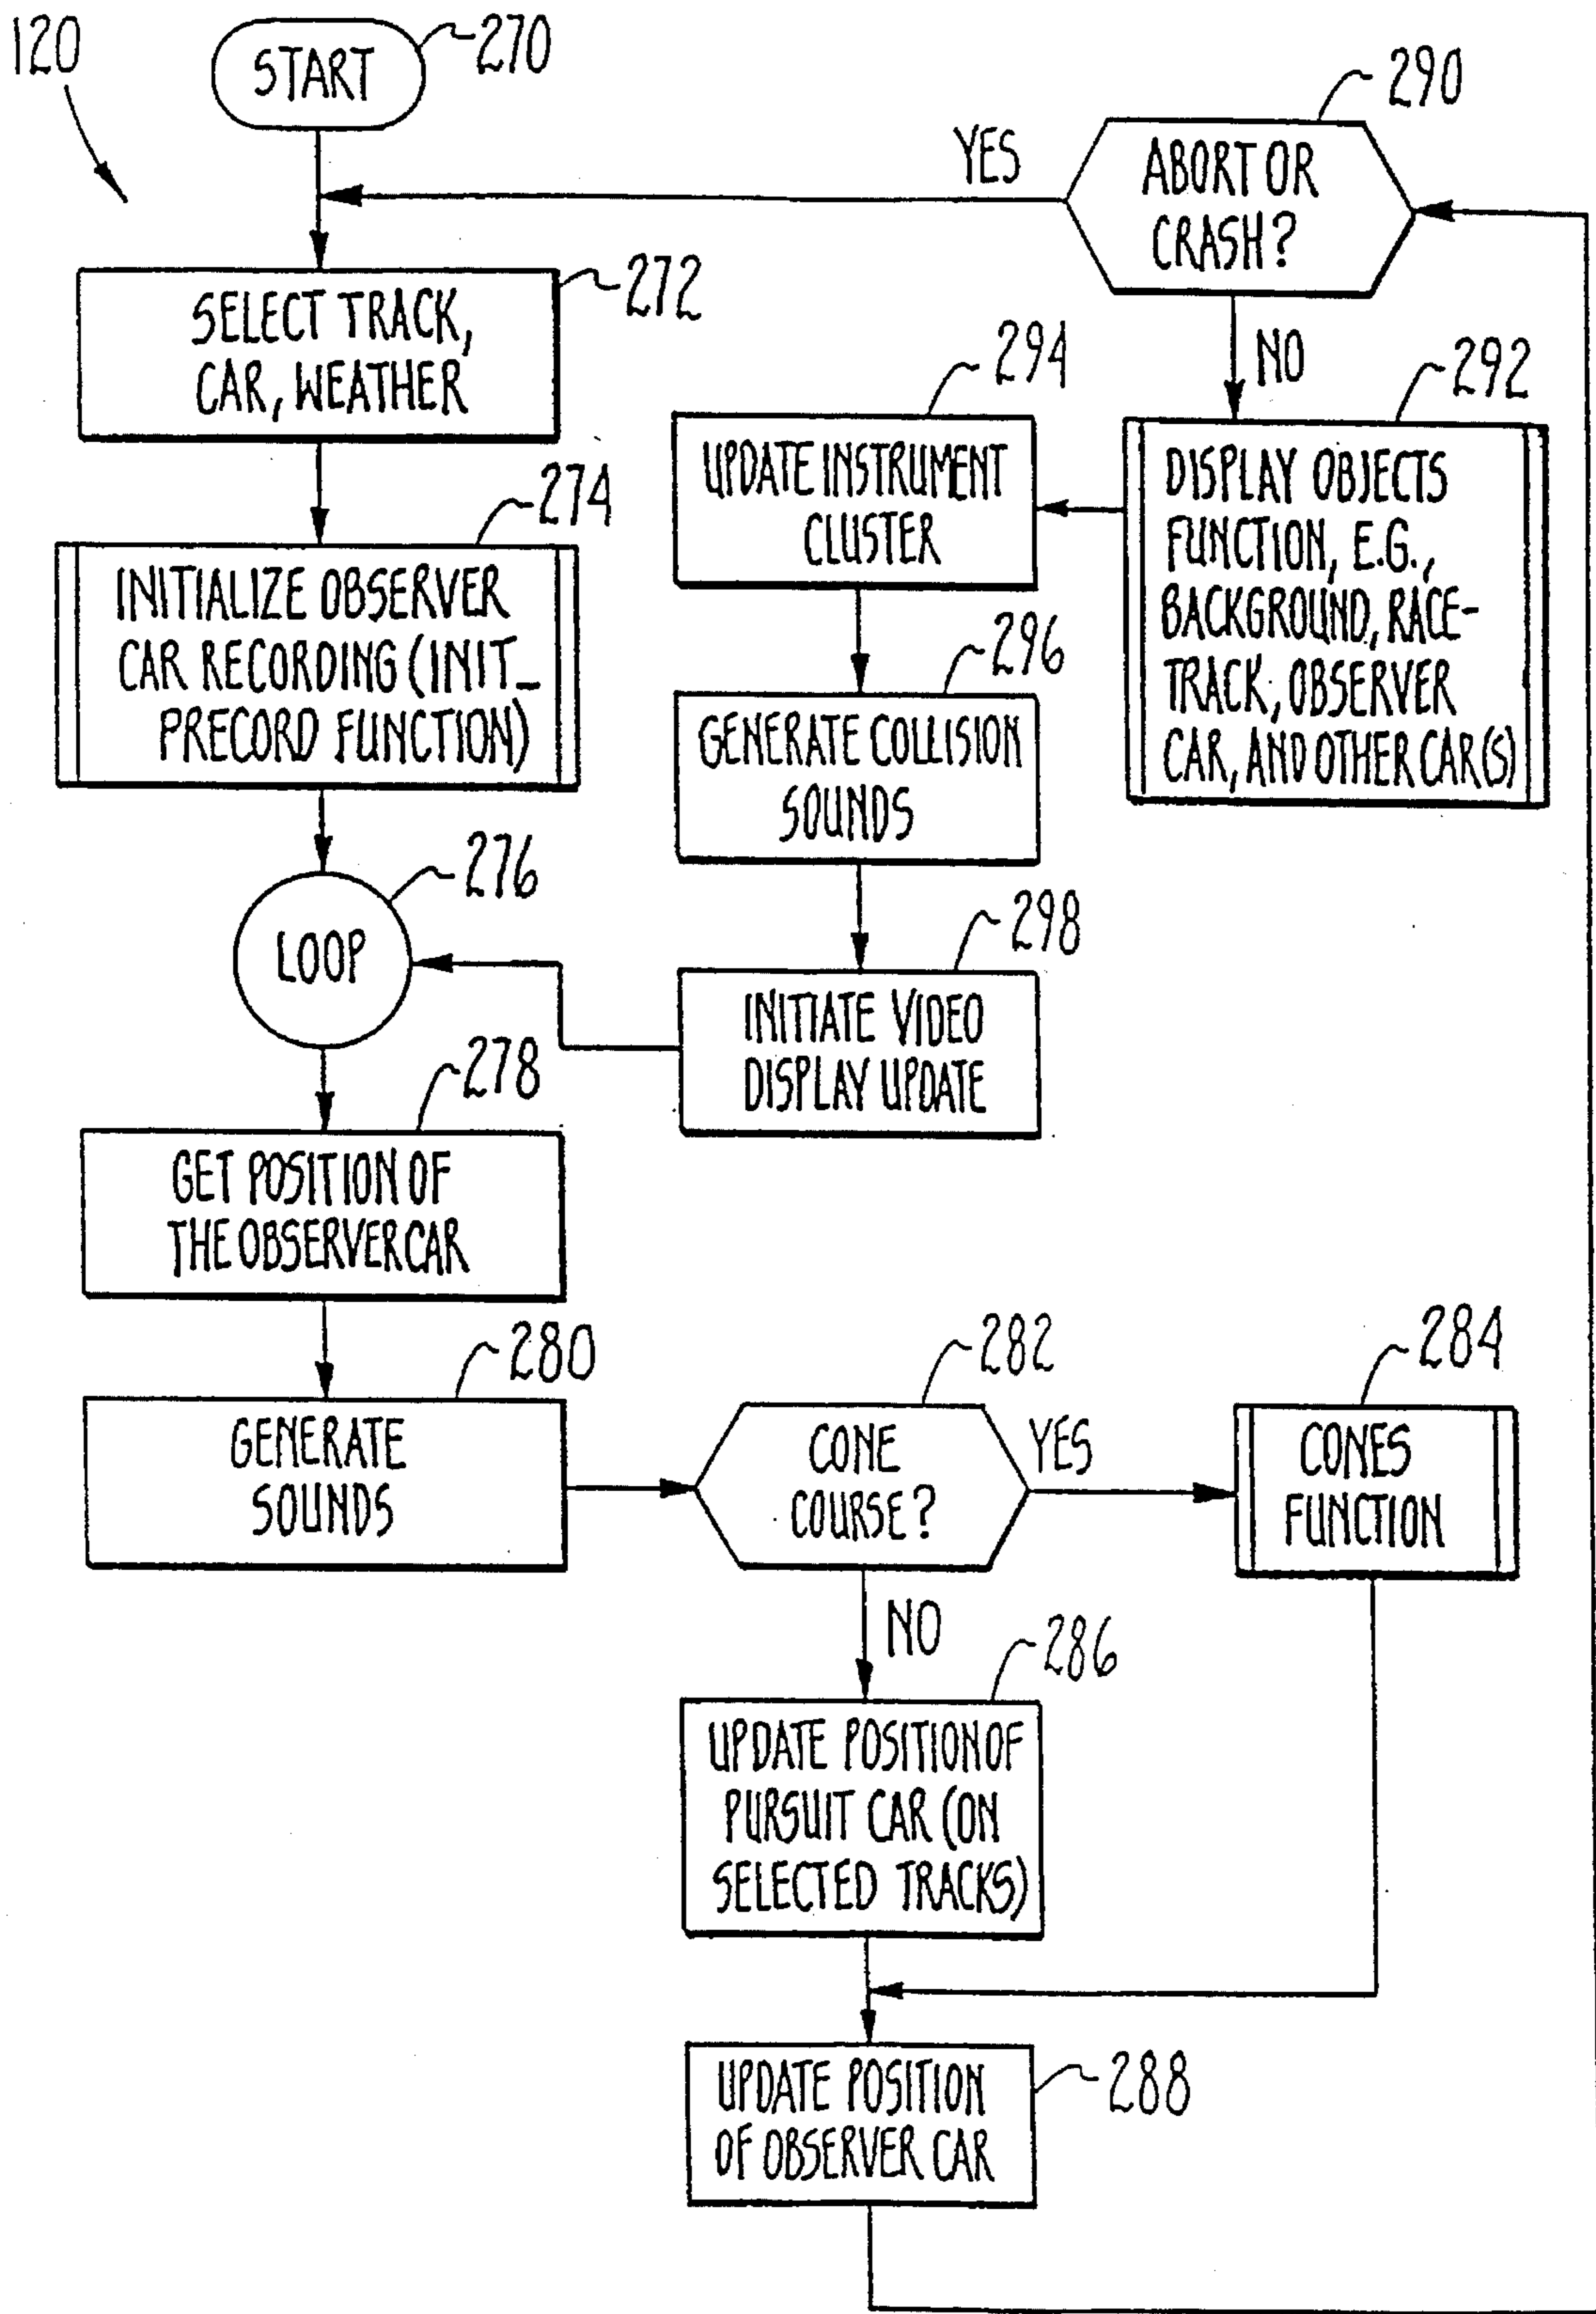 120
START
270
SELECT TRACK,
CAR, WEATHER
272
INITIALIZE OBSERVER
CAR RECORDING (INIT_
PRECORD FUNCTION)
274
LOOP
276
GET POSITION OF
THE OBSERVER CAR
278
GENERATE
SOUNDS
280
CONE
COURSE?
282
YES
CONES
FUNCTION
284
NO
UPDATE POSITION OF
PURSUIT CAR (ON
SELECTED TRACKS)
286
UPDATE POSITION
OF OBSERVER CAR
288
ABORT OR
CRASH?
290
YES
NO
DISPLAY OBJECTS
FUNCTION, E.G.,
BACKGROUND, RACE-
TRACK, OBSERVER
CAR, AND OTHER CAR(S)
292
UPDATE INSTRUMENT
CLUSTER
294
GENERATE COLLISION
SOUNDS
296
INITIATE VIDEO
DISPLAY UPDATE
298